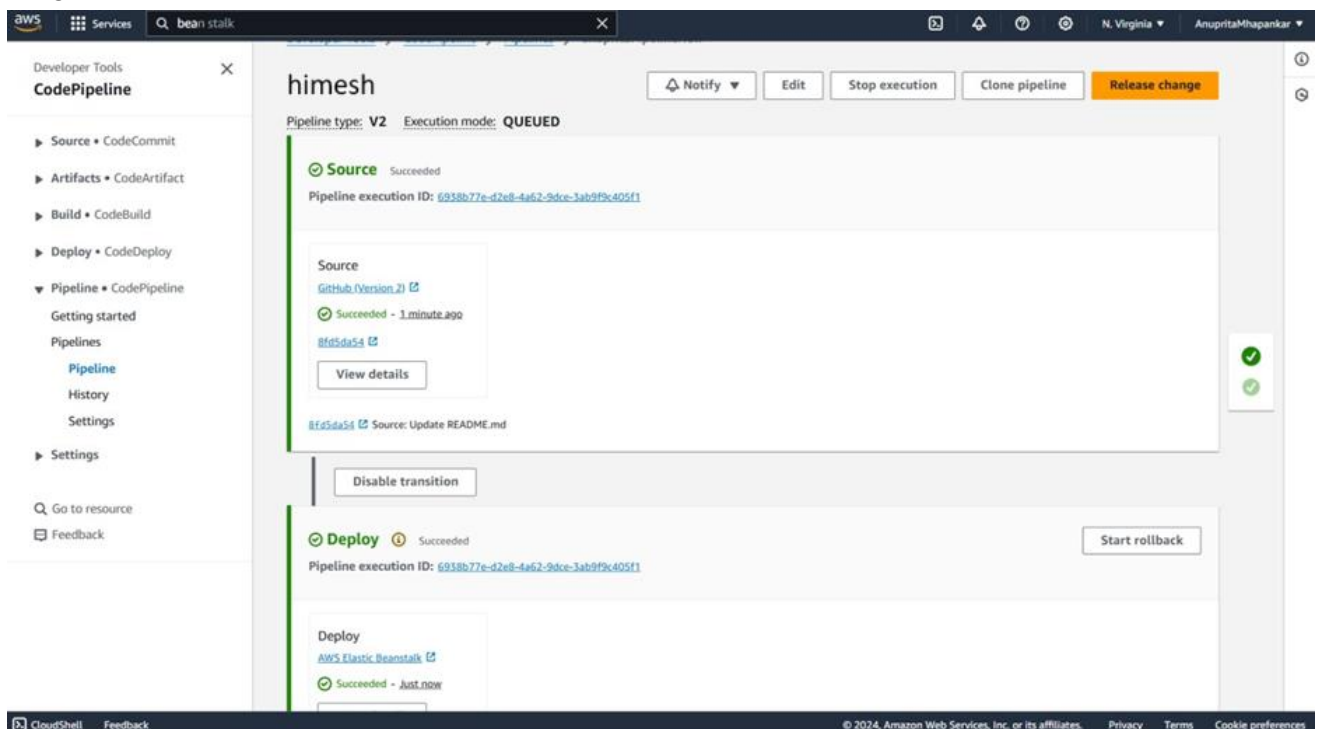 aws Services bean stalk N. Virginia ▼ AnupritaMhapankar ▼
Developer Tools
CodePipeline
Source • CodeCommit
Artifacts • CodeArtifact
Build • CodeBuild
Deploy • CodeDeploy
Pipeline • CodePipeline
Getting started
Pipelines
Pipeline
History
Settings
Settings
Go to resource
Feedback
himesh
Notify ▼ Edit Stop execution Clone pipeline Release change
Pipeline type: V2 Execution mode: QUEUED
Source Succeeded
Pipeline execution ID: 6938b77e-d2e8-4a62-9dce-3ab9f9c405f1
Source
GitHub (Version 2)
Succeeded - 1 minute ago
8fd5da54
View details
8fd5da54 Source: Update README.md
Disable transition
Deploy Succeeded
Start rollback
Pipeline execution ID: 6938b77e-d2e8-4a62-9dce-3ab9f9c405f1
Deploy
AWS Elastic Beanstalk
Succeeded - Just now
CloudShell Feedback © 2024, Amazon Web Services, Inc. or its affiliates. Privacy Terms Cookie preferences